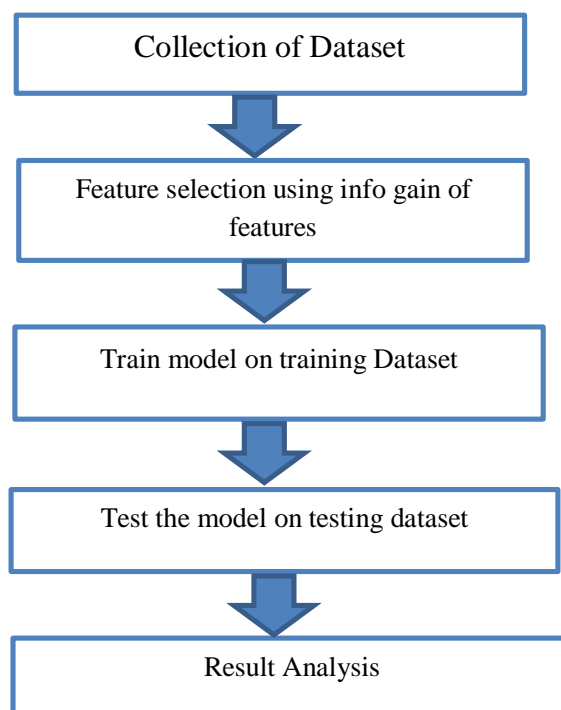 Collection of Dataset
Feature selection using info gain of
features
Train model on training Dataset
Test the model on testing dataset
Result Analysis